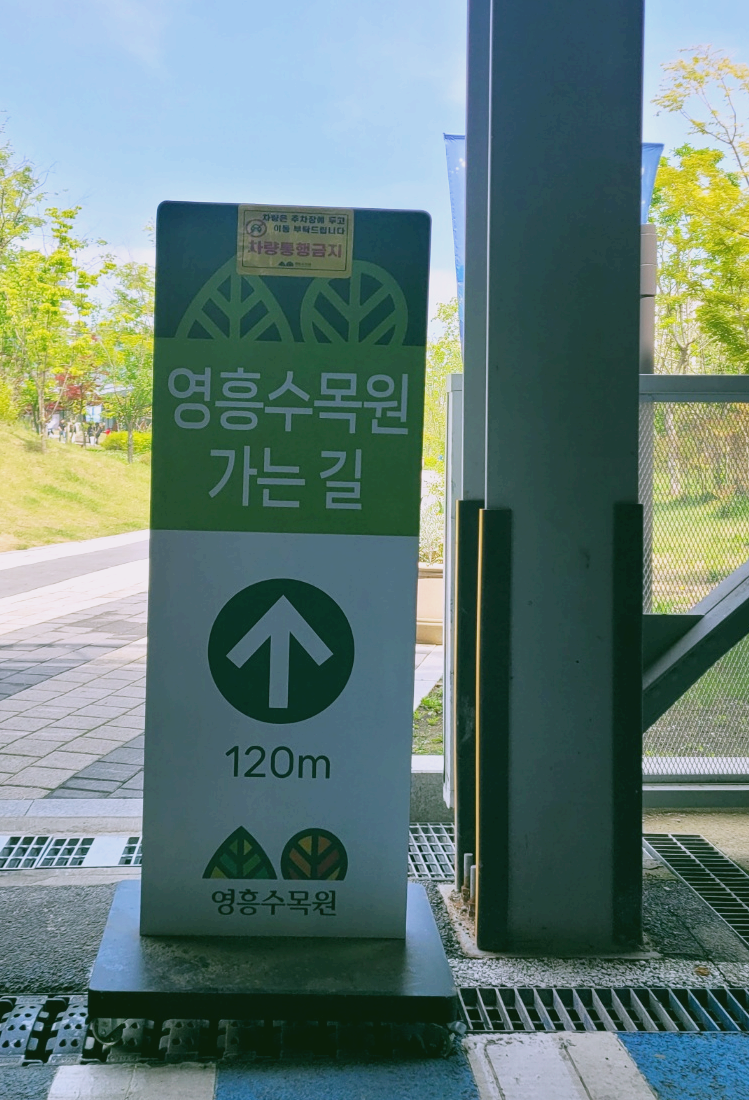 차량은 주차장에 두고
이동 부탁드립니다
차량통행금지
영흥수목원
가는 길
120m
영흥수목원